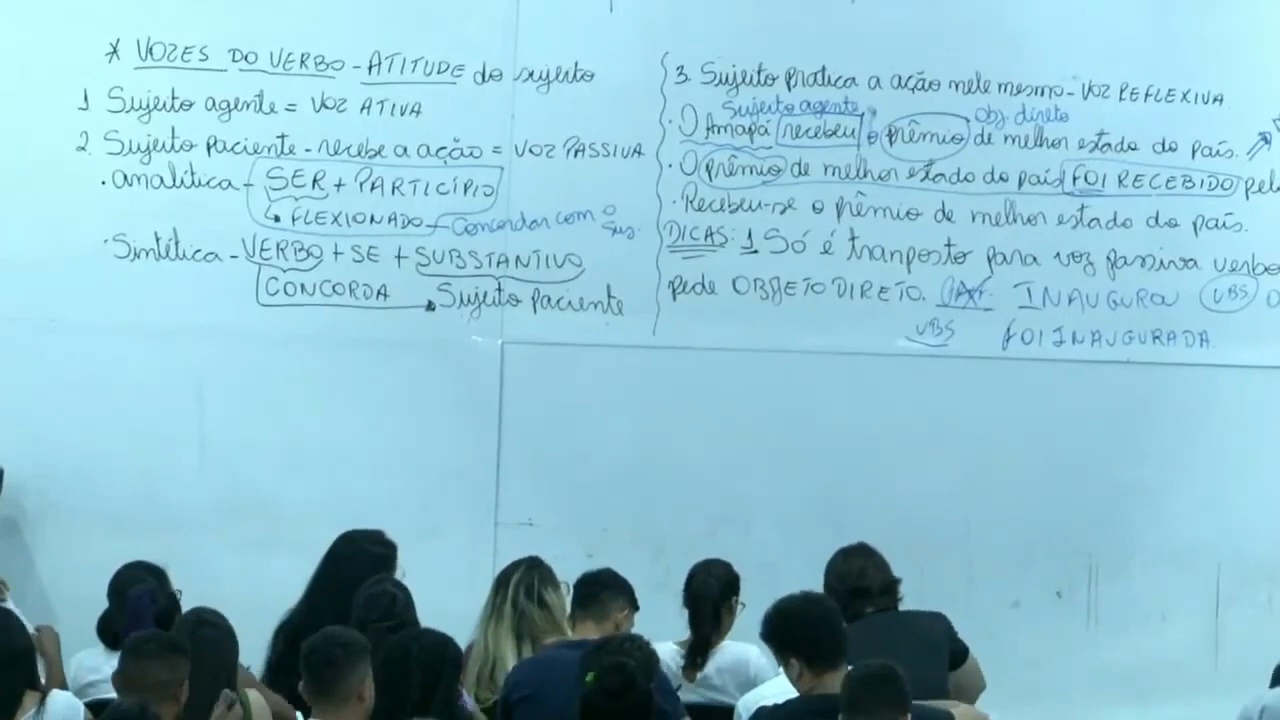 * VOZES DO VERBO - ATITUDE do sujeito
1 Sujeito agente = VOZ ATIVA
2. Sujeito Paciente - recebe a ação = VOZ PASSIVA
· analítica - SER + PARTICÍPIO
FLEXIONADO - Concordar com o Suj.
· Sintética - VERBO + SE + SUBSTANTIVO
CONCORDA Sujeito paciente
3. Sujeito pratica a ação nele mesmo - VOZ REFLEXIVA
Sujeito agente obj. direto
· O Amapá recebeu o prêmio de melhor estado do país.
· O prêmio de melhor estado do país FOI RECEBIDO pel
· Recebeu-se o prêmio de melhor estado do país.
DICAS: 1 Só é tranposto para voz passiva verbo
pede OBJETO DIRETO. INAUGUROU UBS
UBS FOI INAUGURADA.